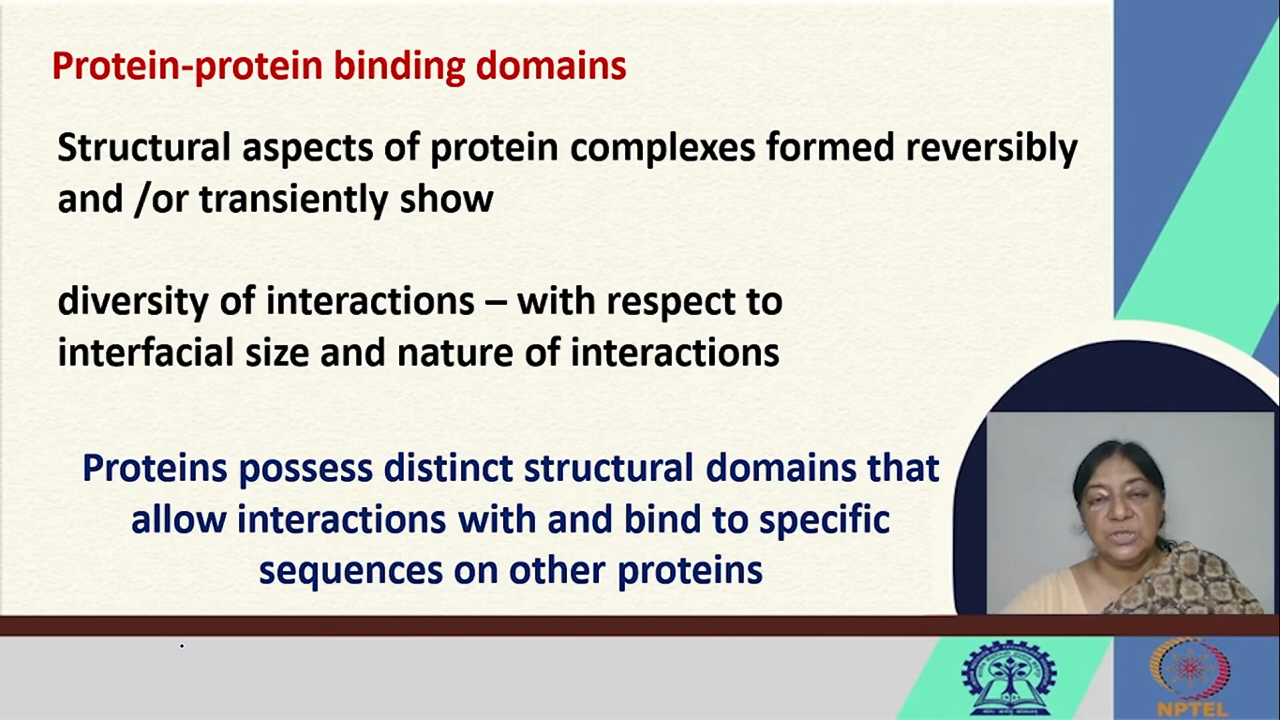 Protein-protein binding domains
Structural aspects of protein complexes formed reversibly
and /or transiently show
diversity of interactions – with respect to
interfacial size and nature of interactions
Proteins possess distinct structural domains that
allow interactions with and bind to specific
sequences on other proteins
NPTEL